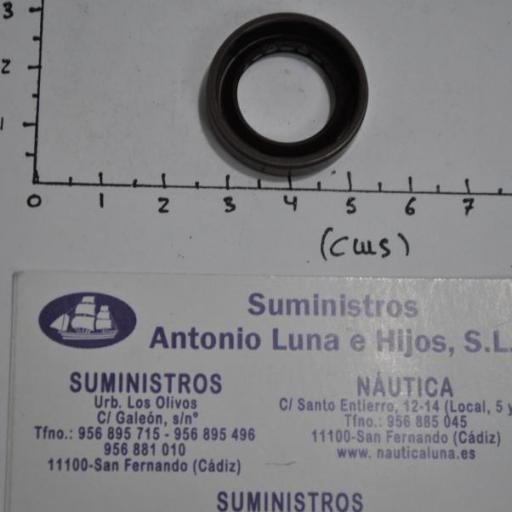 3
2
1
0 1 2 3 4 5 6 7
(cms)
Suministros
Antonio Luna e Hijos, S.L.
SUMINISTROS
Urb. Los Olivos
C/ Galeón, s/nº
Tfno.: 956 895 715 - 956 895 496
956 881 010
11100-San Fernando (Cádiz)
NÁUTICA
C/ Santo Entierro, 12-14 (Local, 5 y
Tfno.: 956 885 045
11100-San Fernando (Cádiz)
www. nauticaluna.es
SUMINISTROS